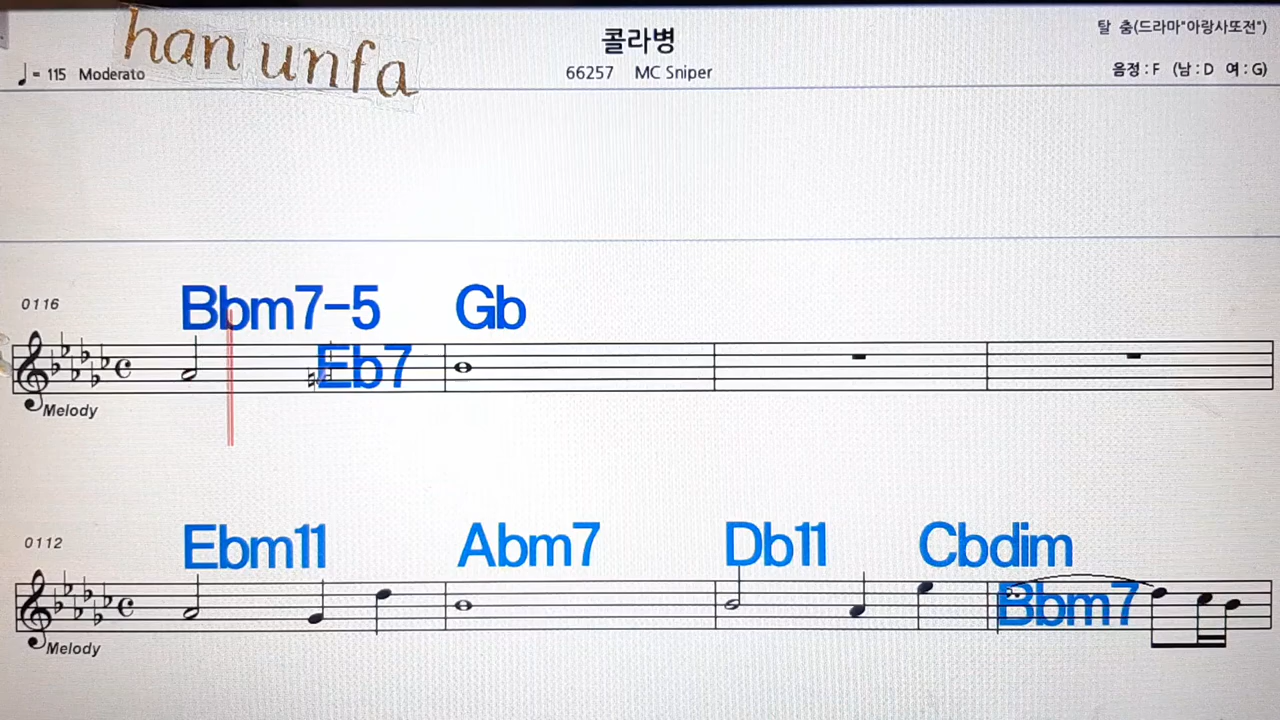 han unfa
콜라병
탈 춤(드라마"아랑사또전")
♩= 115 Moderato
66257 MC Sniper
음정 : F (남 : D 여 : G)
0116
Bbm7-5 Gb
Eb7
Melody
0112
Ebm11 Abm7 Db11 Cbdim
Bbm7
Melody